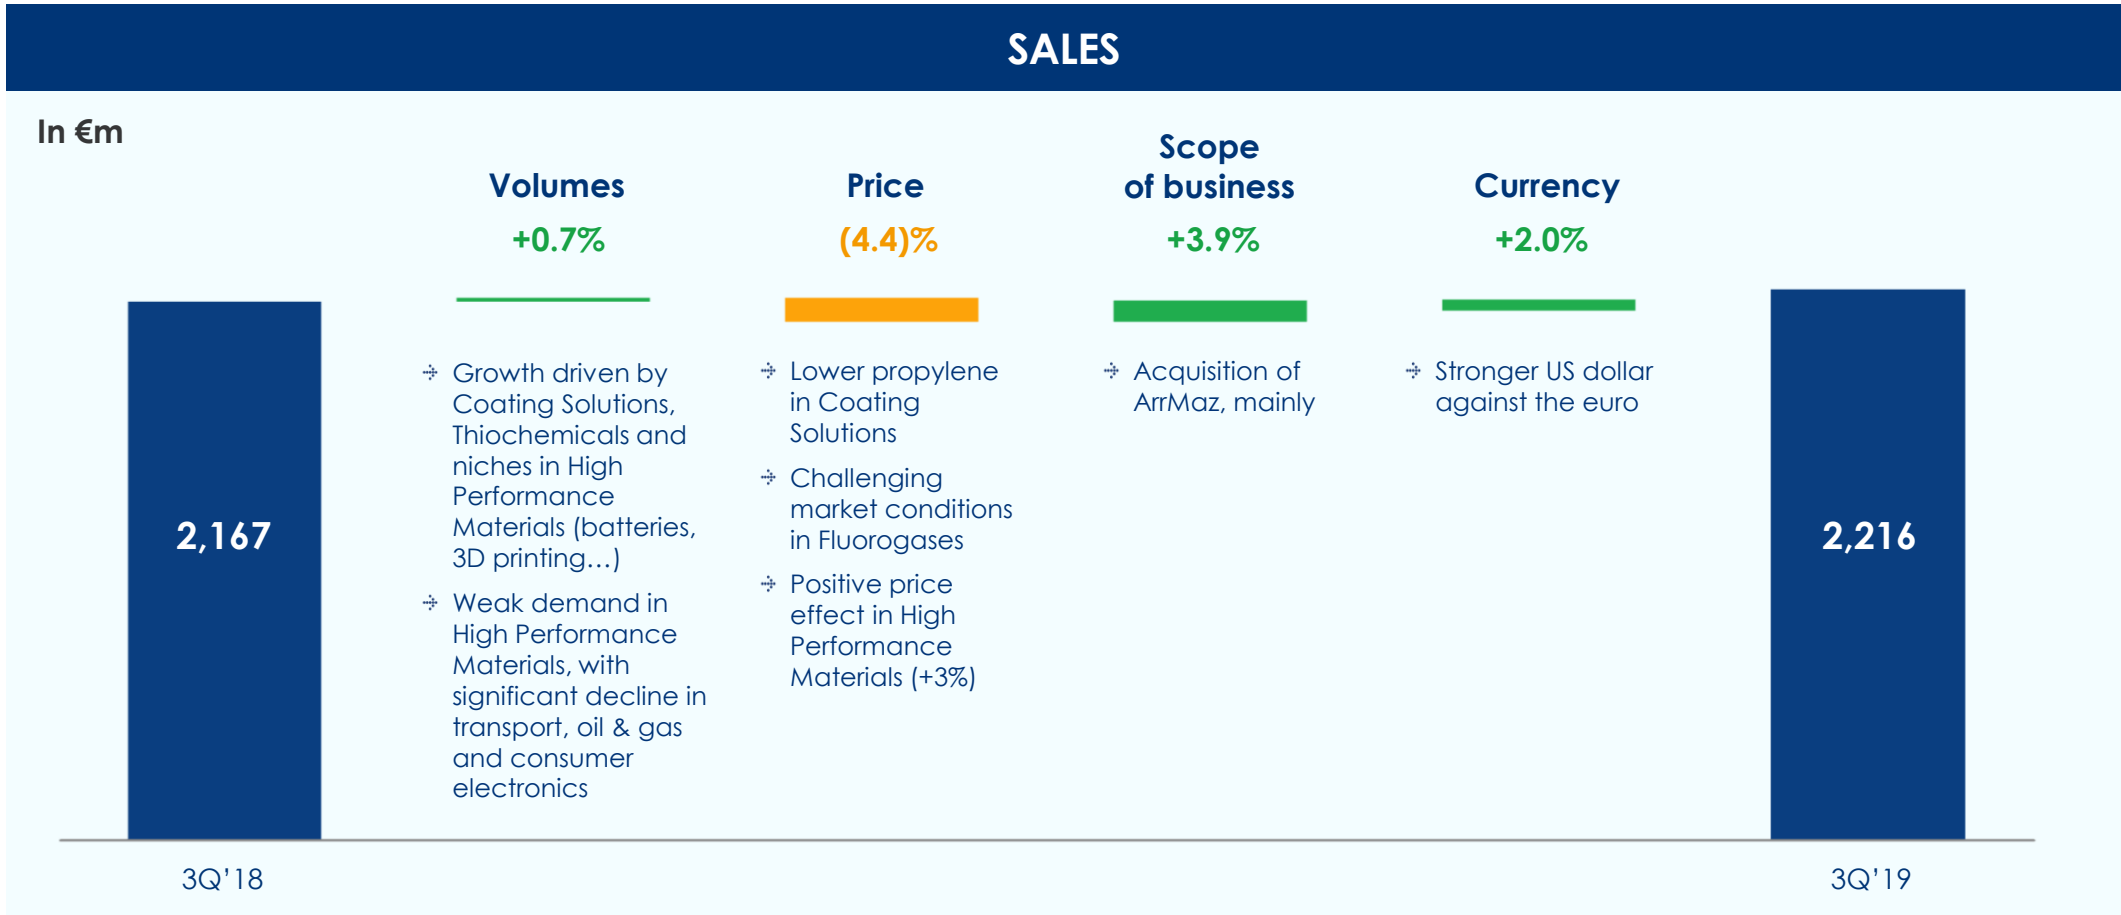 SALES
In €m
Volumes
+0.7%
Price
(4.4)%
Scope
of business
+3.9%
Currency
+2.0%
2,167
Growth driven by
Coating Solutions,
Thiochemicals and
niches in High
Performance
Materials (batteries,
3D printing…)
Weak demand in
High Performance
Materials, with
significant decline in
transport, oil & gas
and consumer
electronics
Lower propylene
in Coating
Solutions
Challenging
market conditions
in Fluorogases
Positive price
effect in High
Performance
Materials (+3%)
Acquisition of
ArrMaz, mainly
Stronger US dollar
against the euro
2,216
3Q’18
3Q’19